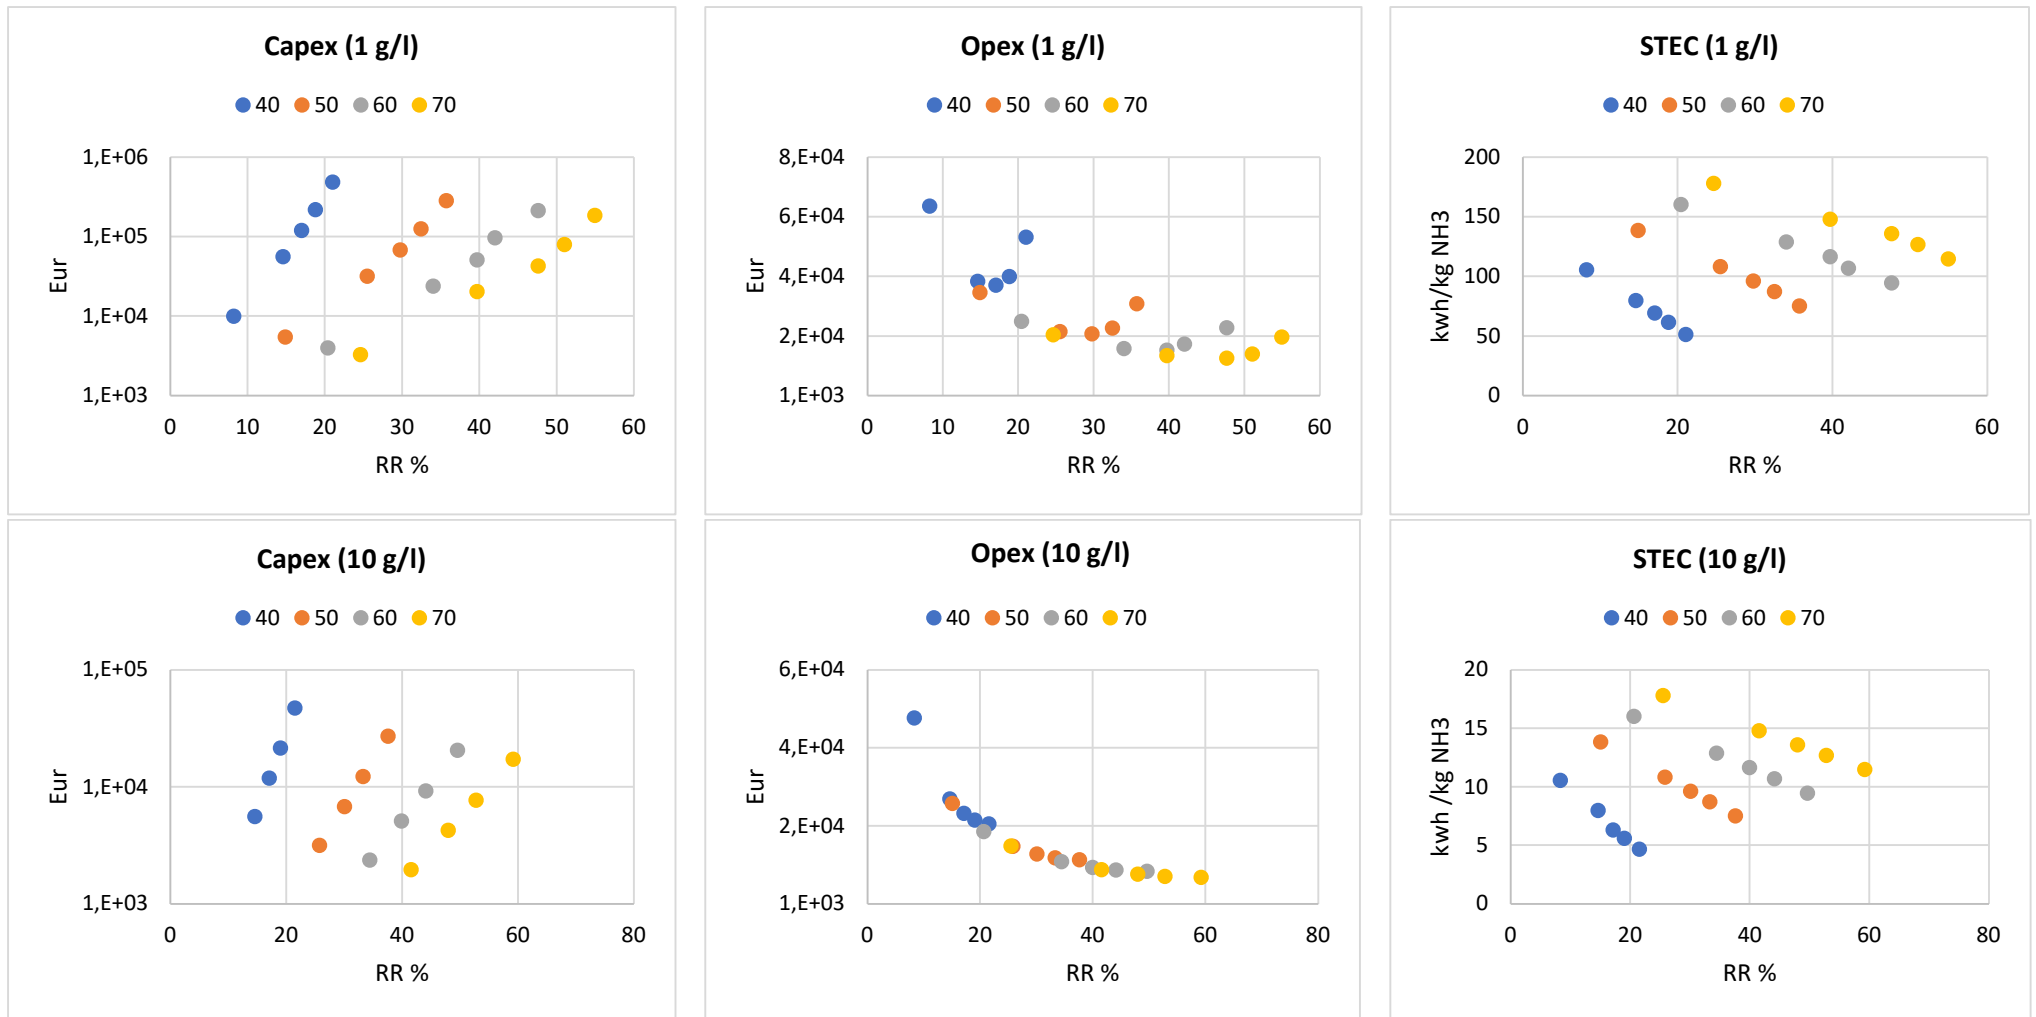 Capex (1 g/l)
40 50 60 70
1,E+06
1,E+05
1,E+04
1,E+03
Eur
0 10 20 30 40 50 60
RR %
Opex (1 g/l)
40 50 60 70
8,E+04
6,E+04
4,E+04
2,E+04
1,E+03
Eur
0 10 20 30 40 50 60
RR %
STEC (1 g/l)
40 50 60 70
200
150
100
50
0
kwh/kg NH3
0 20 40 60
RR %
Capex (10 g/l)
40 50 60 70
1,E+05
1,E+04
1,E+03
Eur
0 20 40 60 80
RR %
Opex (10 g/l)
40 50 60 70
6,E+04
4,E+04
2,E+04
1,E+03
Eur
0 20 40 60 80
RR %
STEC (10 g/l)
40 50 60 70
20
15
10
5
0
kwh /kg NH3
0 20 40 60 80
RR %